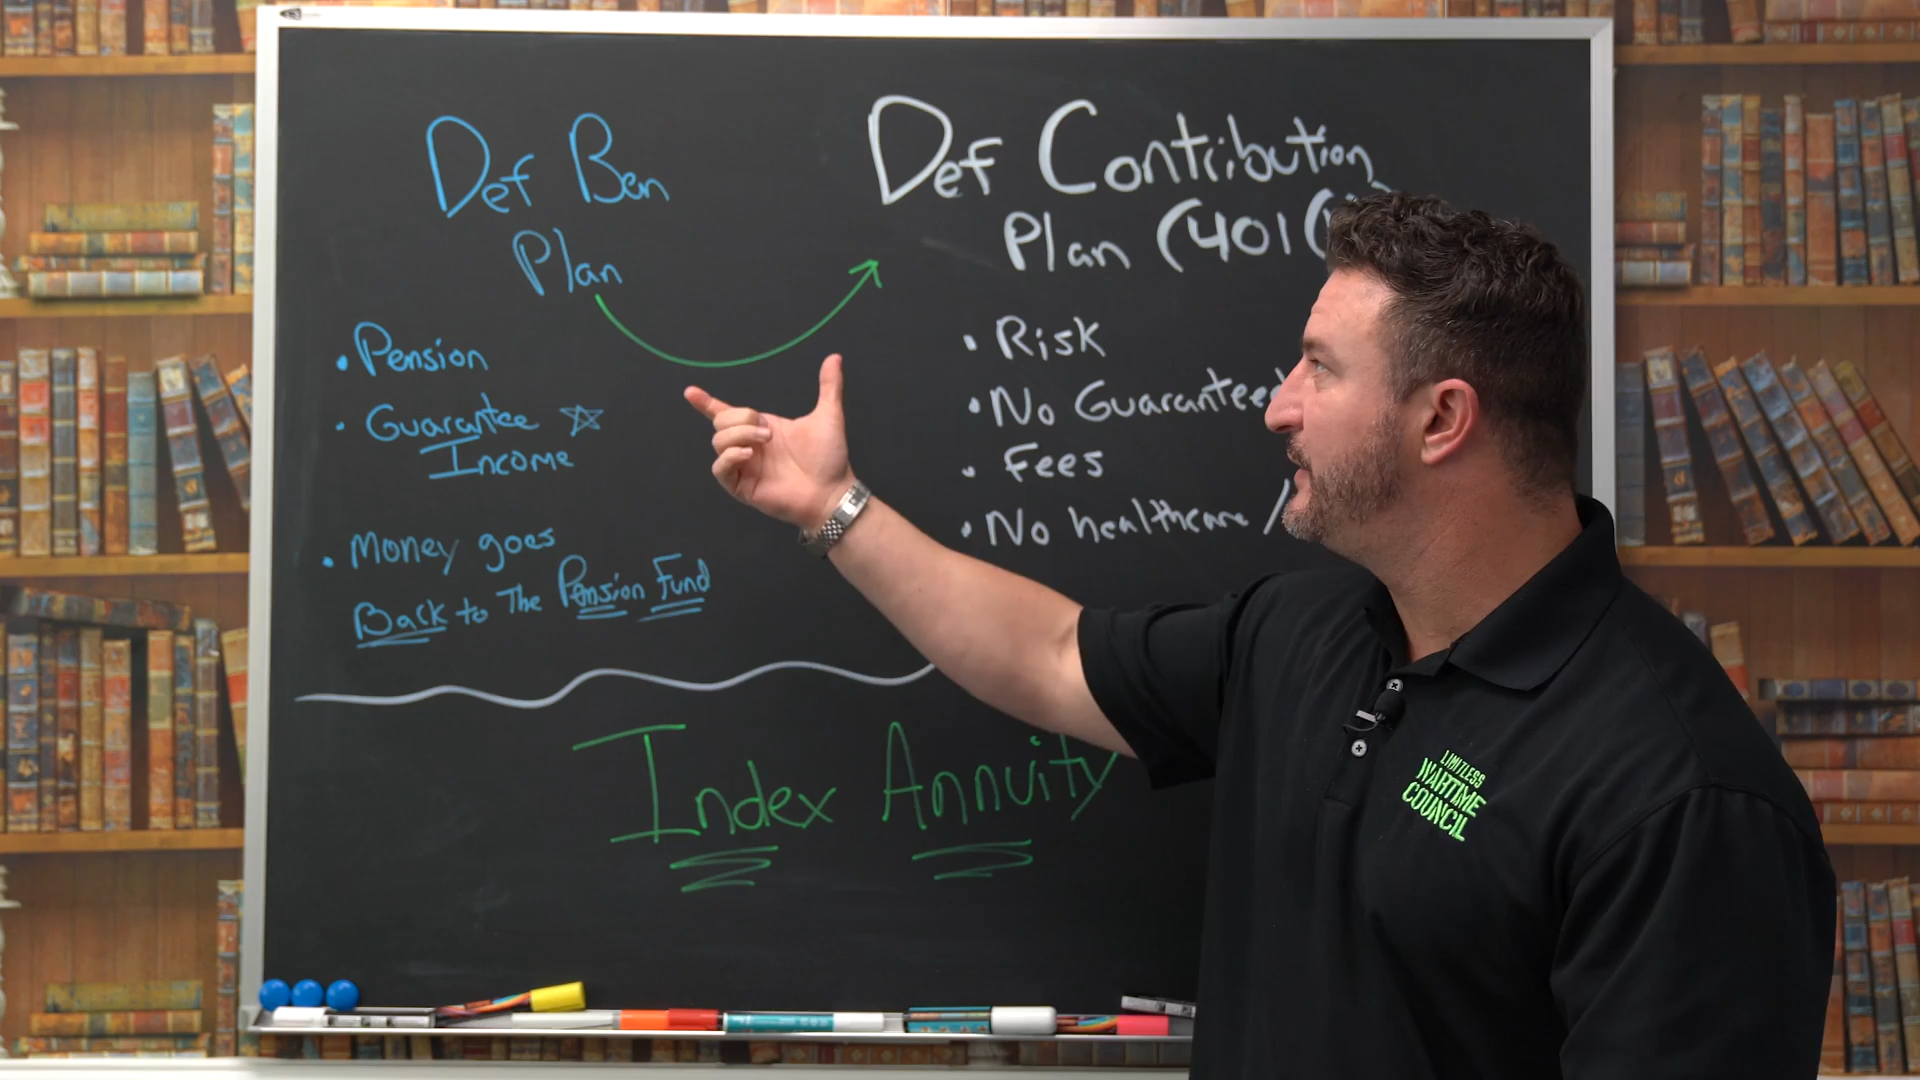 Def Ben
Plan
• Pension
• Guarantee ☆
Income
• Money goes
Back to The Pension Fund
Def Contribution
Plan (401(
• Risk
• No Guarantee
• Fees
• No healthcare /
Index Annuity
LIMITLESS
WARTIME
COUNCIL